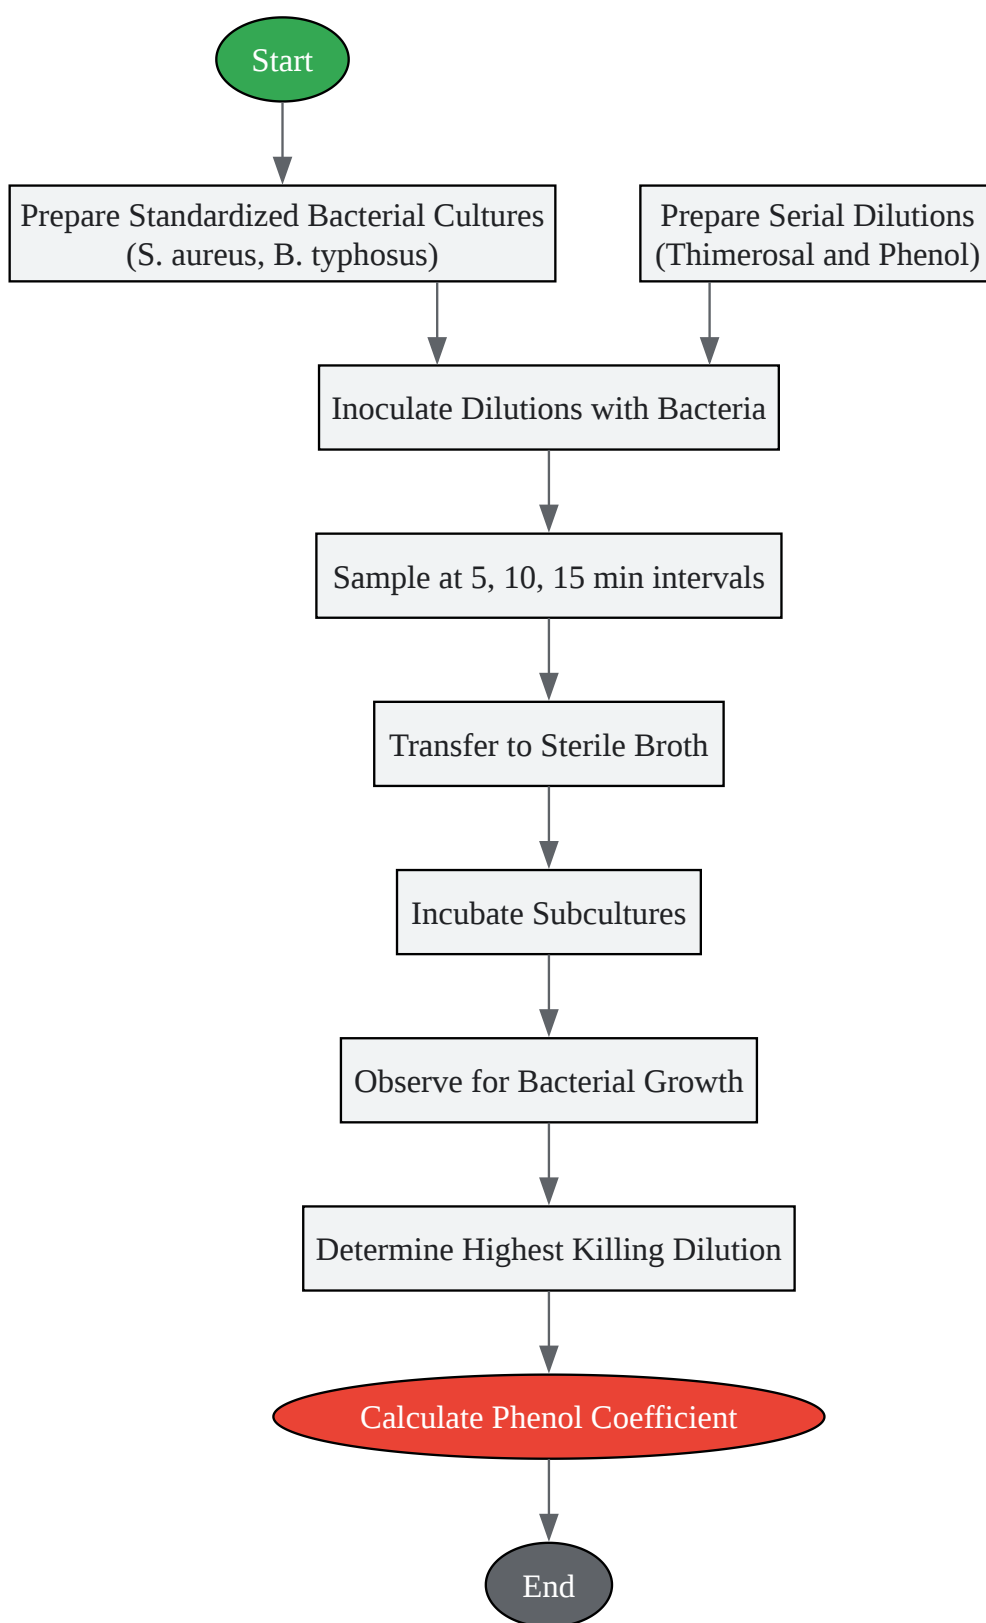 Start
Prepare Standardized Bacterial Cultures
(S. aureus, B. typhosus)
Prepare Serial Dilutions
(Thimerosal and Phenol)
Inoculate Dilutions with Bacteria
Sample at 5, 10, 15 min intervals
Transfer to Sterile Broth
Incubate Subcultures
Observe for Bacterial Growth
Determine Highest Killing Dilution
Calculate Phenol Coefficient
End